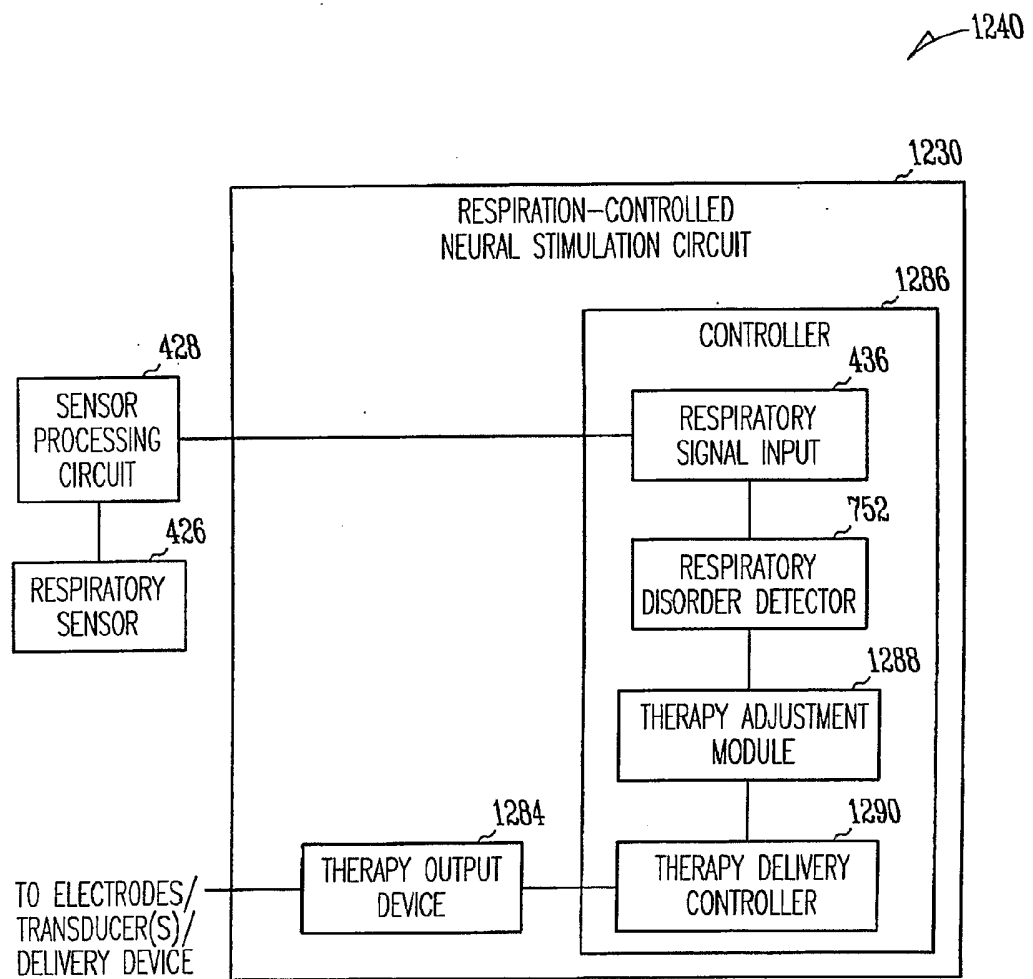 1240
1230
RESPIRATION-CONTROLLED
NEURAL STIMULATION CIRCUIT
1286
CONTROLLER
428
SENSOR
PROCESSING
CIRCUIT
436
RESPIRATORY
SIGNAL INPUT
426
RESPIRATORY
SENSOR
752
RESPIRATORY
DISORDER DETECTOR
1288
THERAPY ADJUSTMENT
MODULE
1284
THERAPY OUTPUT
DEVICE
1290
THERAPY DELIVERY
CONTROLLER
TO ELECTRODES/
TRANSDUCER(S)/
DELIVERY DEVICE